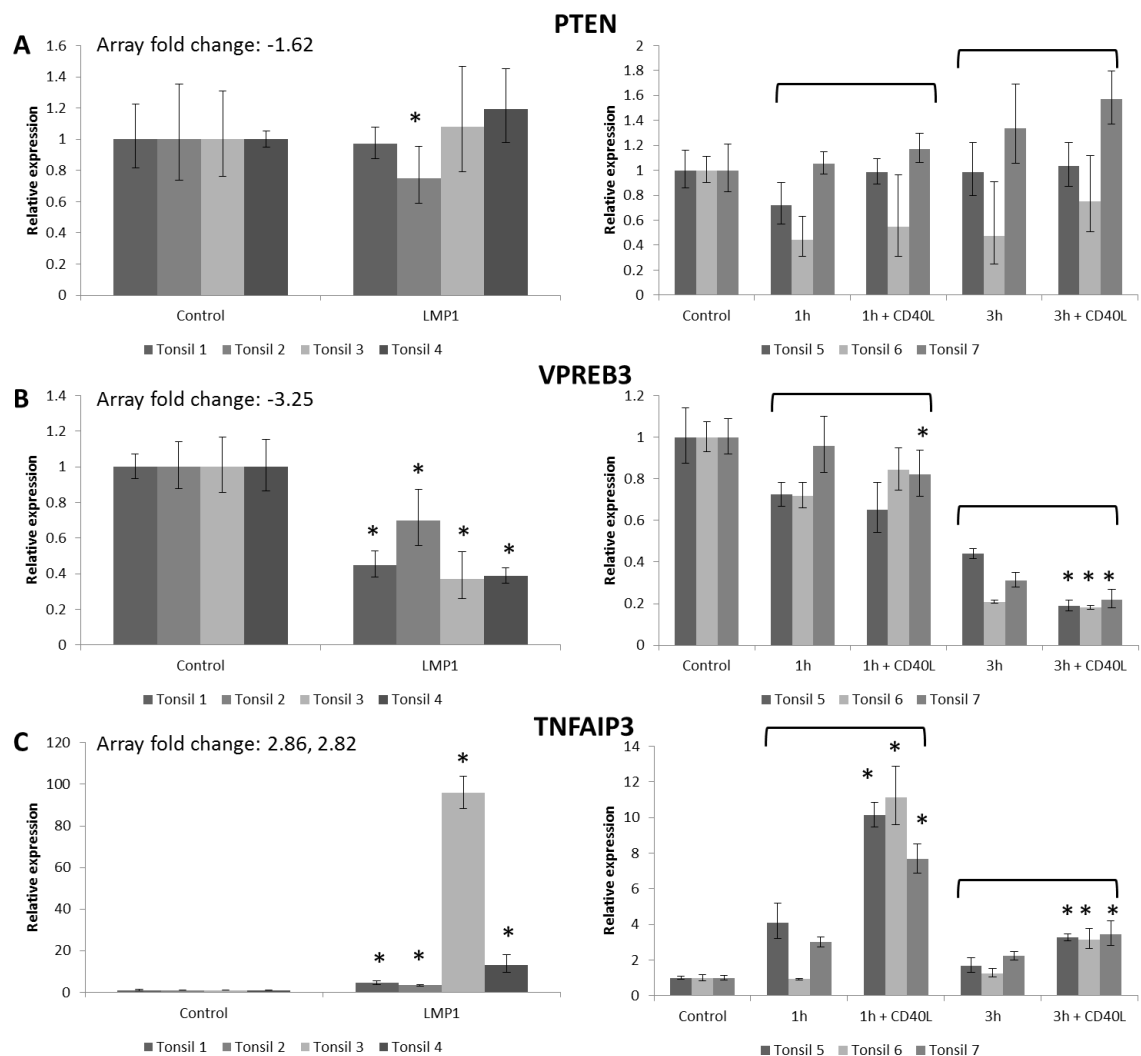 PTEN
A
Array fold change: -1.62
Relative expression
1.6
1.4
1.2
1
0.8
0.6
0.4
0.2
0
*
Control
LMP1
Tonsil 1 Tonsil 2 Tonsil 3 Tonsil 4
Relative expression
2
1.8
1.6
1.4
1.2
1
0.8
0.6
0.4
0.2
0
Control
1h
1h + CD40L
3h
3h + CD40L
Tonsil 5 Tonsil 6 Tonsil 7
VPREB3
B
Array fold change: -3.25
Relative expression
1.4
1.2
1
0.8
0.6
0.4
0.2
0
* * * *
Control
LMP1
Tonsil 1 Tonsil 2 Tonsil 3 Tonsil 4
Relative expression
1.2
1
0.8
0.6
0.4
0.2
0
*
* * *
Control
1h
1h + CD40L
3h
3h + CD40L
Tonsil 5 Tonsil 6 Tonsil 7
TNFAIP3
C
Array fold change: 2.86, 2.82
Relative expression
120
100
80
60
40
20
0
* * * *
Control
LMP1
Tonsil 1 Tonsil 2 Tonsil 3 Tonsil 4
Relative expression
14
12
10
8
6
4
2
0
* * *
* * *
Control
1h
1h + CD40L
3h
3h + CD40L
Tonsil 5 Tonsil 6 Tonsil 7